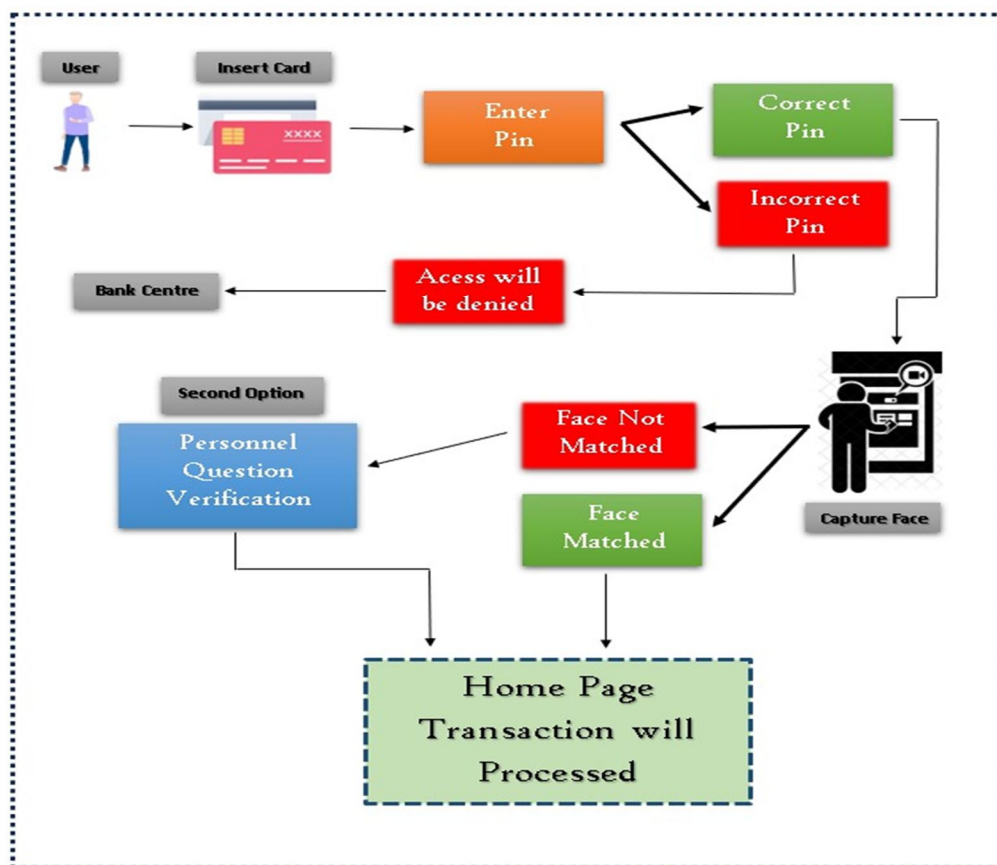 User
Insert Card
XXXX
Enter
Pin
Correct
Pin
Incorrect
Pin
Acess will
be denied
Bank Centre
Second Option
Personnel
Question
Verification
Face Not
Matched
Face
Matched
Capture Face
Home Page
Transaction will
Processed